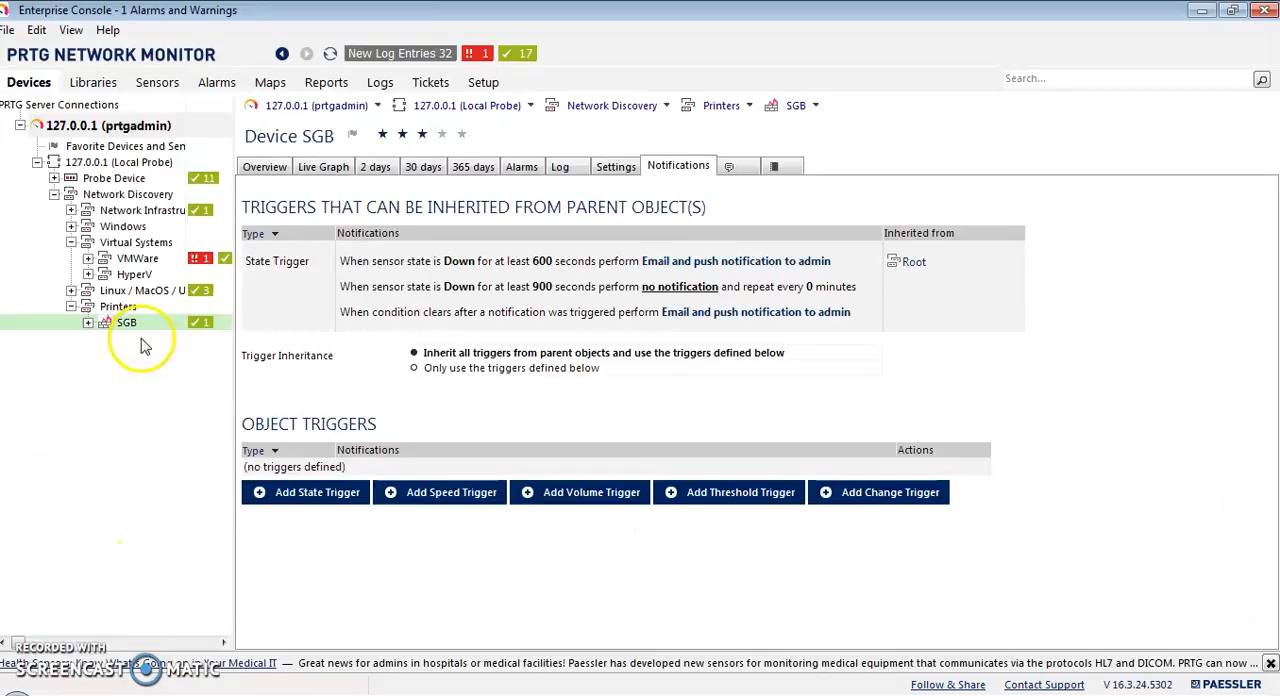 Enterprise Console - 1 Alarms and Warnings
File Edit View Help
PRTG NETWORK MONITOR New Log Entries 32 !! 1 ✓ 17
Devices Libraries Sensors Alarms Maps Reports Logs Tickets Setup Search...
PRTG Server Connections
127.0.0.1 (prtgadmin) 127.0.0.1 (Local Probe) Network Discovery Printers SGB
127.0.0.1 (prtgadmin)
Device SGB
Favorite Devices and Sen
127.0.0.1 (Local Probe)
Overview Live Graph 2 days 30 days 365 days Alarms Log Settings Notifications
Probe Device ✓ 11
Network Discovery
Network Infrastru ✓ 1
Windows
Virtual Systems
VMWare !! 1 ✓
HyperV
Linux / MacOS / U ✓ 3
Printers
SGB ✓ 1
TRIGGERS THAT CAN BE INHERITED FROM PARENT OBJECT(S)
Type Notifications Inherited from
State Trigger When sensor state is Down for at least 600 seconds perform Email and push notification to admin Root
When sensor state is Down for at least 900 seconds perform no notification and repeat every 0 minutes
When condition clears after a notification was triggered perform Email and push notification to admin
Trigger Inheritance Inherit all triggers from parent objects and use the triggers defined below
Only use the triggers defined below
OBJECT TRIGGERS
Type Notifications Actions
(no triggers defined)
Add State Trigger Add Speed Trigger Add Volume Trigger Add Threshold Trigger Add Change Trigger
RECORDED WITH
SCREENCAST MATIC
in Your Medical IT — Great news for admins in hospitals or medical facilities! Paessler has developed new sensors for monitoring medical equipment that communicates via the protocols HL7 and DICOM. PRTG can now ...
Follow & Share Contact Support V 16.3.24.5302 PAESSLER